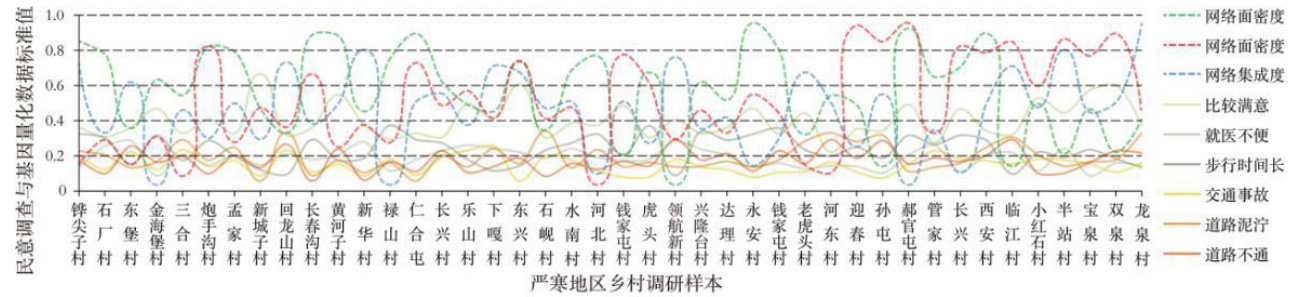 民意调查与基因量化数据标准值
1.0
0.8
0.6
0.4
0.2
0
铧尖子村
石厂村
东堡村
金海堡村
三合村
炮手沟村
孟家村
新城子村
回龙山村
长春沟村
黄河子村
新华村
禄山村
仁合屯村
长兴村
乐山村
下嘎村
东兴村
石岘村
水南村
河北村
钱家屯村
虎头村
领航新村
兴隆台村
达理村
永安村
钱家屯村
老虎头村
河东村
迎春村
孙屯村
郝官屯村
管家村
长兴村
西安村
临江村
小红石村
半站村
宝泉村
双泉村
龙泉村
严寒地区乡村调研样本
网络面密度
网络面密度
网络集成度
比较满意
就医不便
步行时间长
交通事故
道路泥泞
道路不通